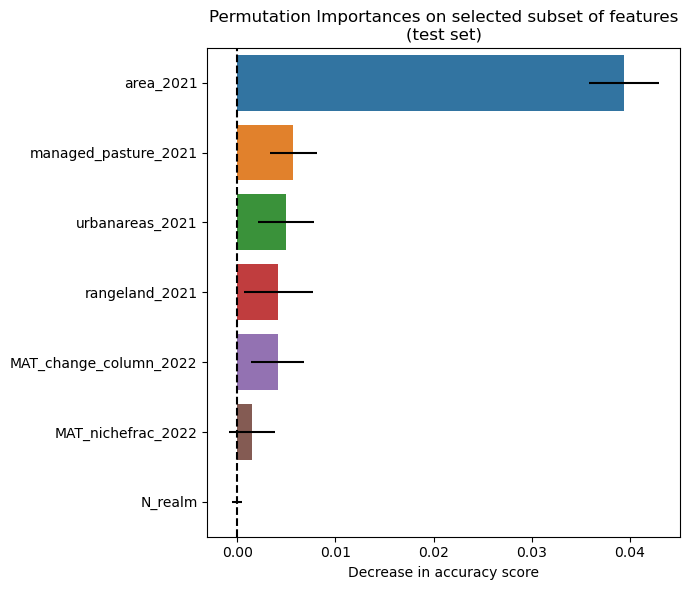 Permutation Importances on selected subset of features
(test set)
area_2021
managed_pasture_2021
urbanareas_2021
rangeland_2021
MAT_change_column_2022
MAT_nichefrac_2022
N_realm
0.00 0.01 0.02 0.03 0.04
Decrease in accuracy score